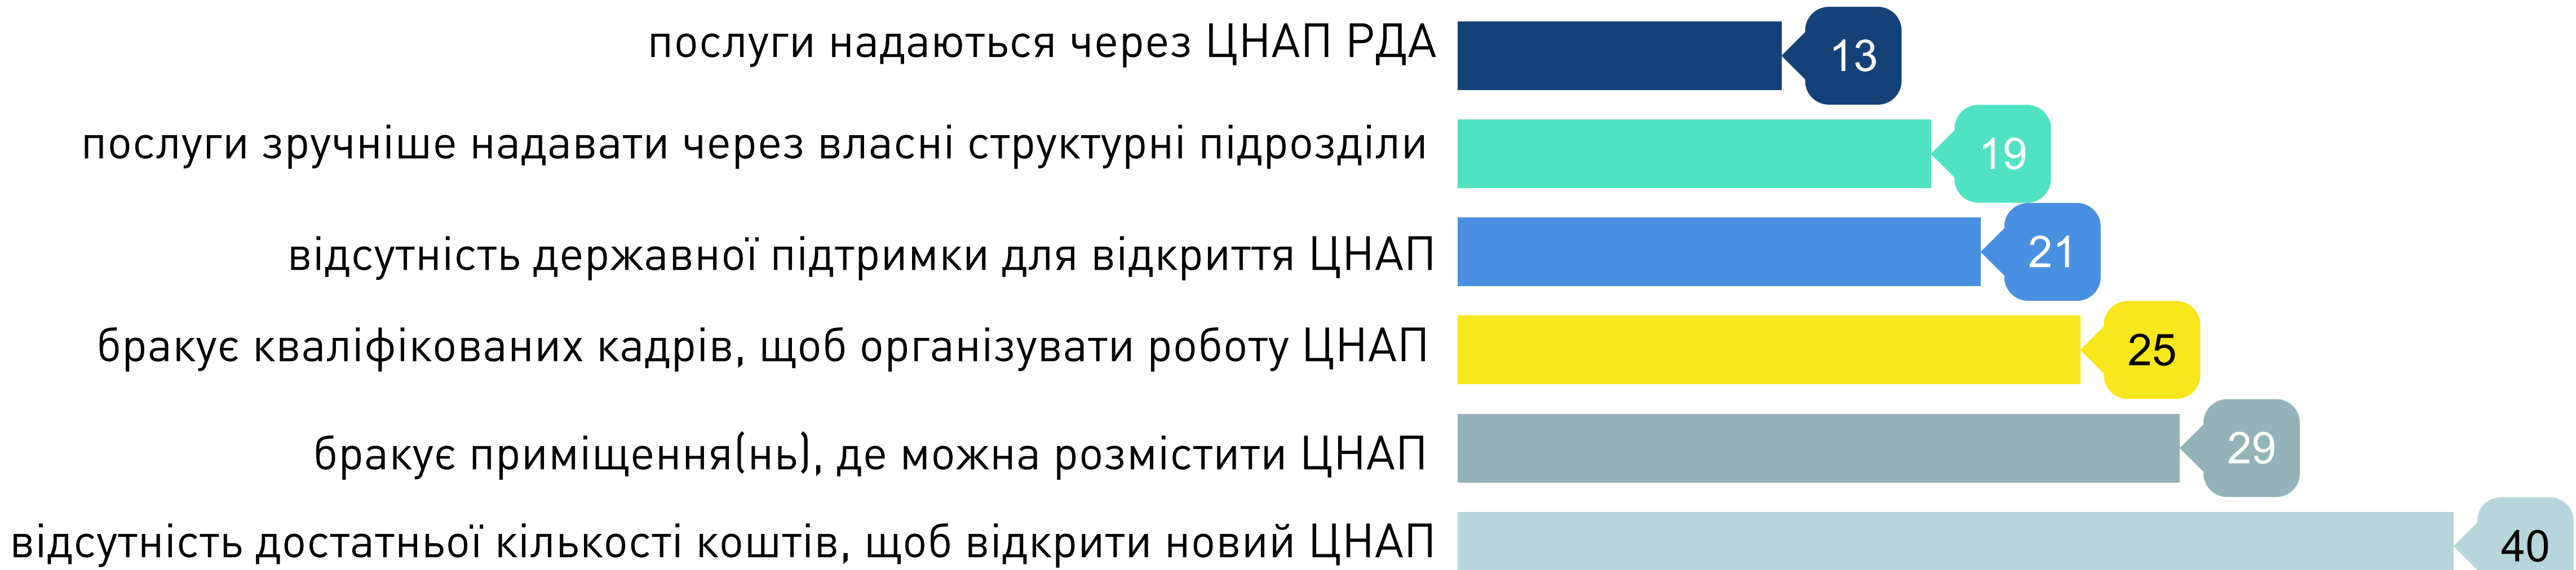 послуги надаються через ЦНАП РДА 13
послуги зручніше надавати через власні структурні підрозділи 19
відсутність державної підтримки для відкриття ЦНАП 21
бракує кваліфікованих кадрів, щоб організувати роботу ЦНАП 25
бракує приміщення(нь), де можна розмістити ЦНАП 29
відсутність достатньої кількості коштів, щоб відкрити новий ЦНАП 40